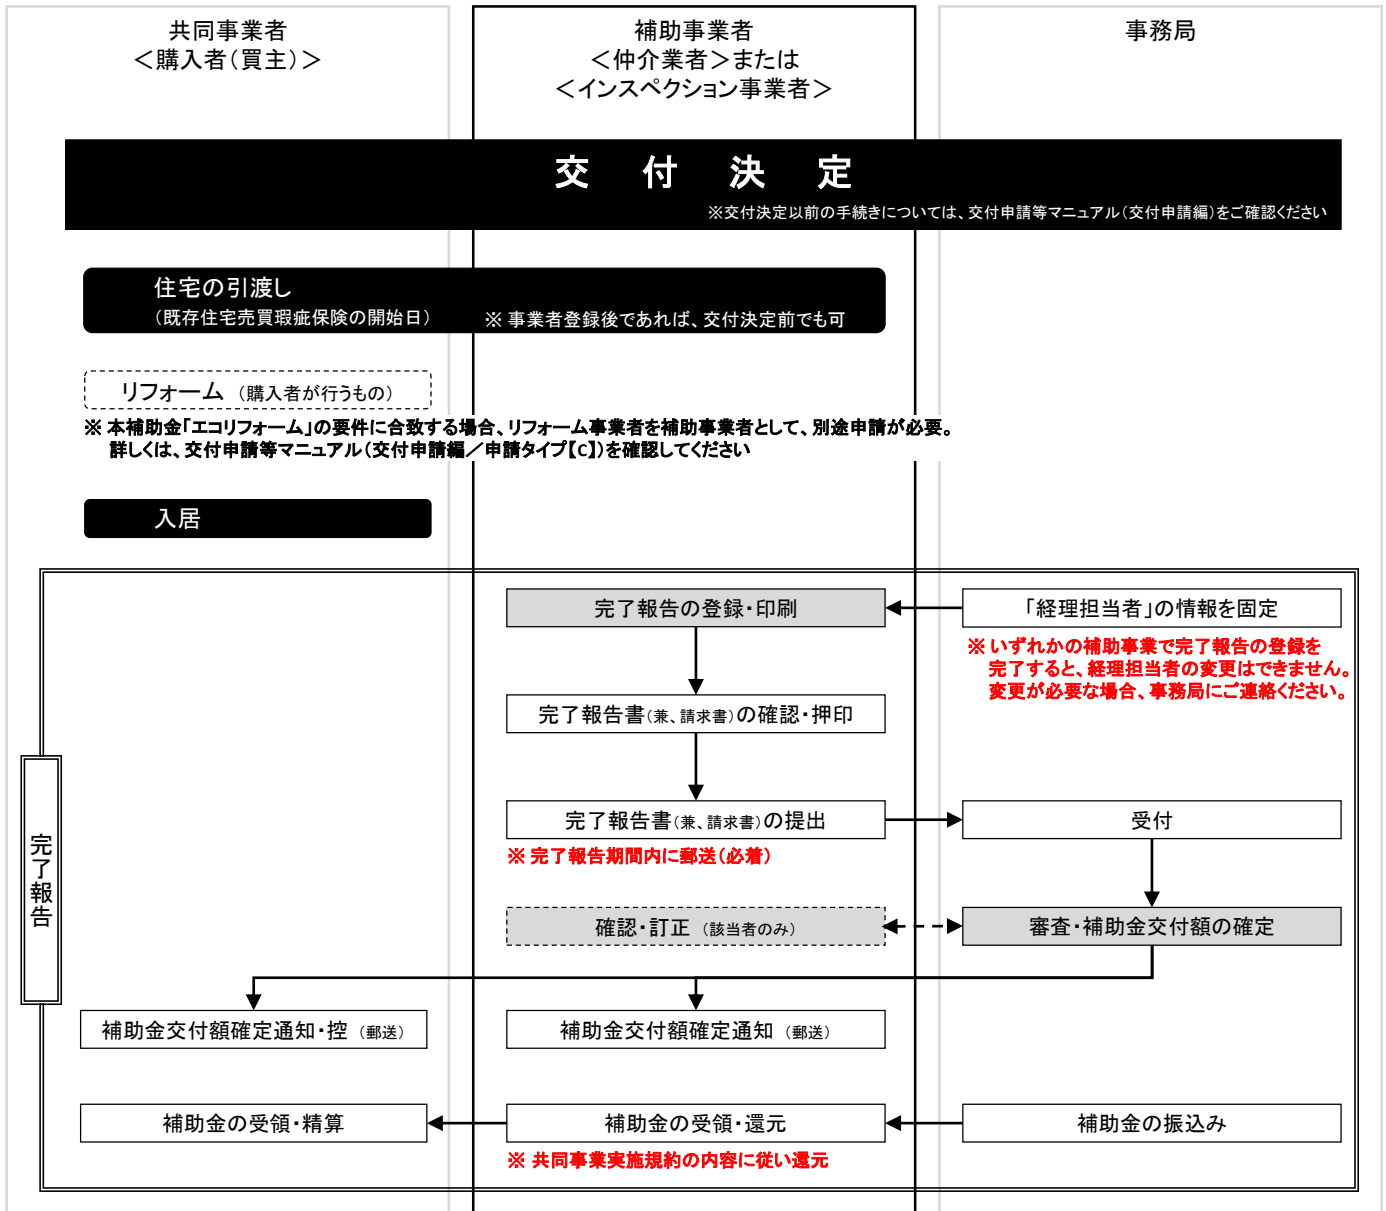 共同事業者
＜購入者（買主）＞
補助事業者
＜仲介業者＞または
＜インスペクション事業者＞
事務局
交付決定
※交付決定以前の手続きについては、交付申請等マニュアル（交付申請編）をご確認ください
住宅の引渡し
（既存住宅売買瑕疵保険の開始日）
※ 事業者登録後であれば、交付決定前でも可
リフォーム （購入者が行うもの）
※ 本補助金「エコリフォーム」の要件に合致する場合、リフォーム事業者を補助事業者として、別途申請が必要。
詳しくは、交付申請等マニュアル（交付申請編／申請タイプ【C】）を確認してください
入居
完了報告
完了報告の登録・印刷
「経理担当者」の情報を固定
※ いずれかの補助事業で完了報告の登録を
完了すると、経理担当者の変更はできません。
変更が必要な場合、事務局にご連絡ください。
完了報告書（兼、請求書）の確認・押印
完了報告書（兼、請求書）の提出
受付
※ 完了報告期間内に郵送（必着）
確認・訂正 （該当者のみ）
審査・補助金交付額の確定
補助金交付額確定通知・控 （郵送）
補助金交付額確定通知 （郵送）
補助金の受領・精算
補助金の受領・還元
補助金の振込み
※ 共同事業実施規約の内容に従い還元